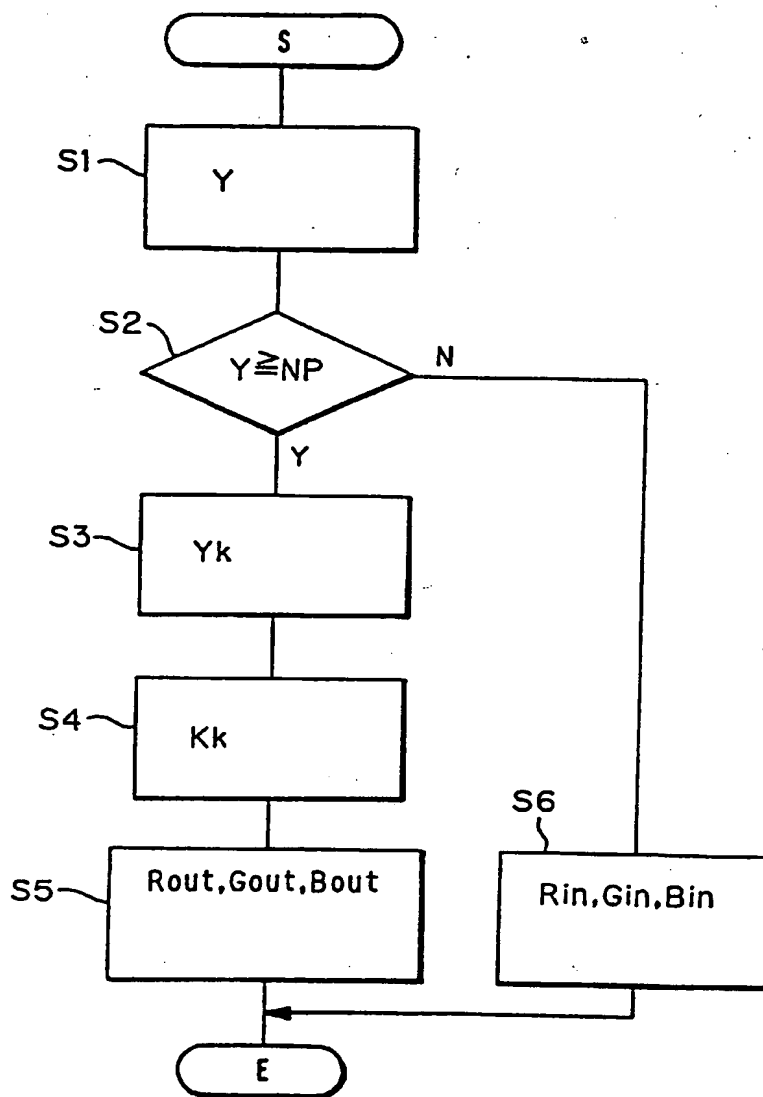 S
S1
Y
S2
Y≧NP
N
Y
S3
Yk
S4
Kk
S5
Rout,Gout,Bout
S6
Rin,Gin,Bin
E